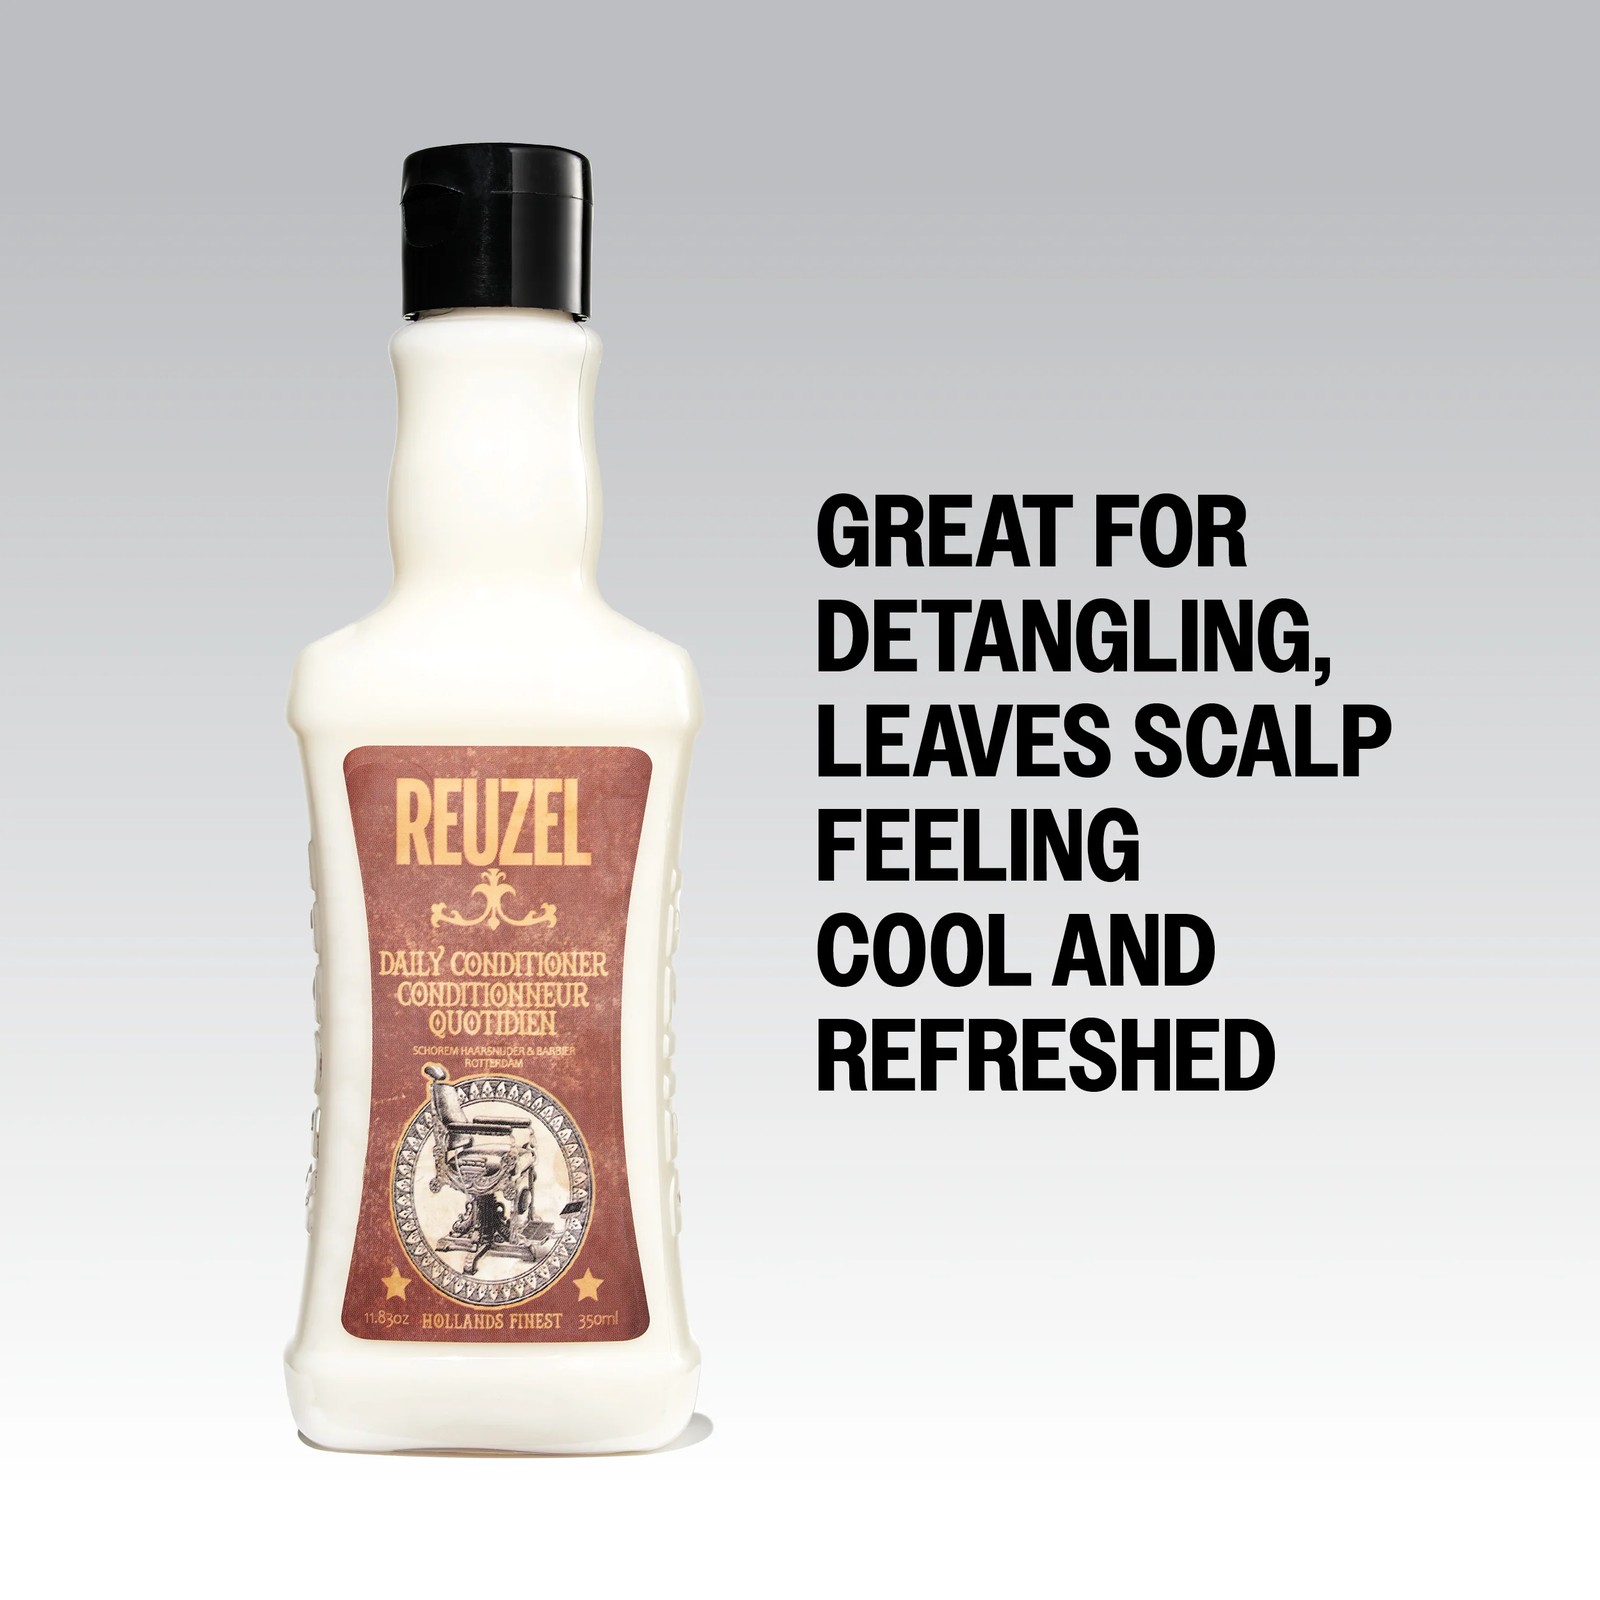 REUZEL
DAILY CONDITIONER
CONDITIONNEUR
QUOTIDIEN
SCHOREM HAARSNIJDER & BARBIER
ROTTERDAM
11.83oz HOLLANDS FINEST 350ml
GREAT FOR
DETANGLING,
LEAVES SCALP
FEELING
COOL AND
REFRESHED